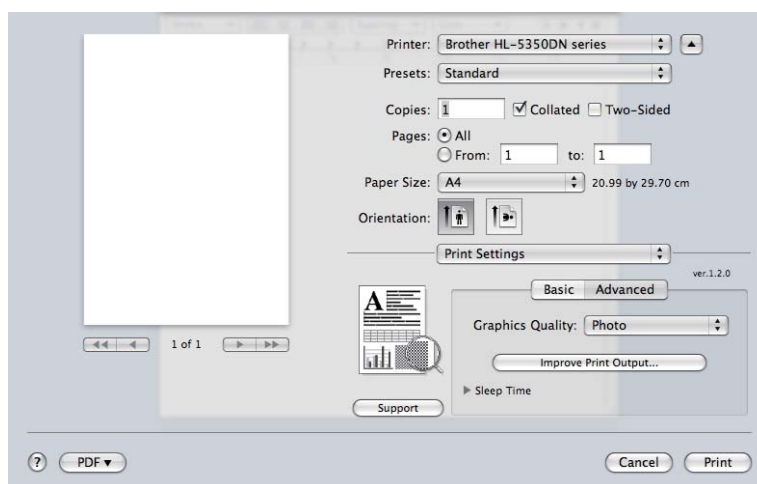 Printer: Brother HL-5350DN series
Presets: Standard
Copies: 1 Collated Two-Sided
Pages: All
From: 1 to: 1
Paper Size: A4 20.99 by 29.70 cm
Orientation:
Print Settings
ver.1.2.0
Basic Advanced
Graphics Quality: Photo
Improve Print Output...
Sleep Time
Support
1 of 1
? PDF Cancel Print